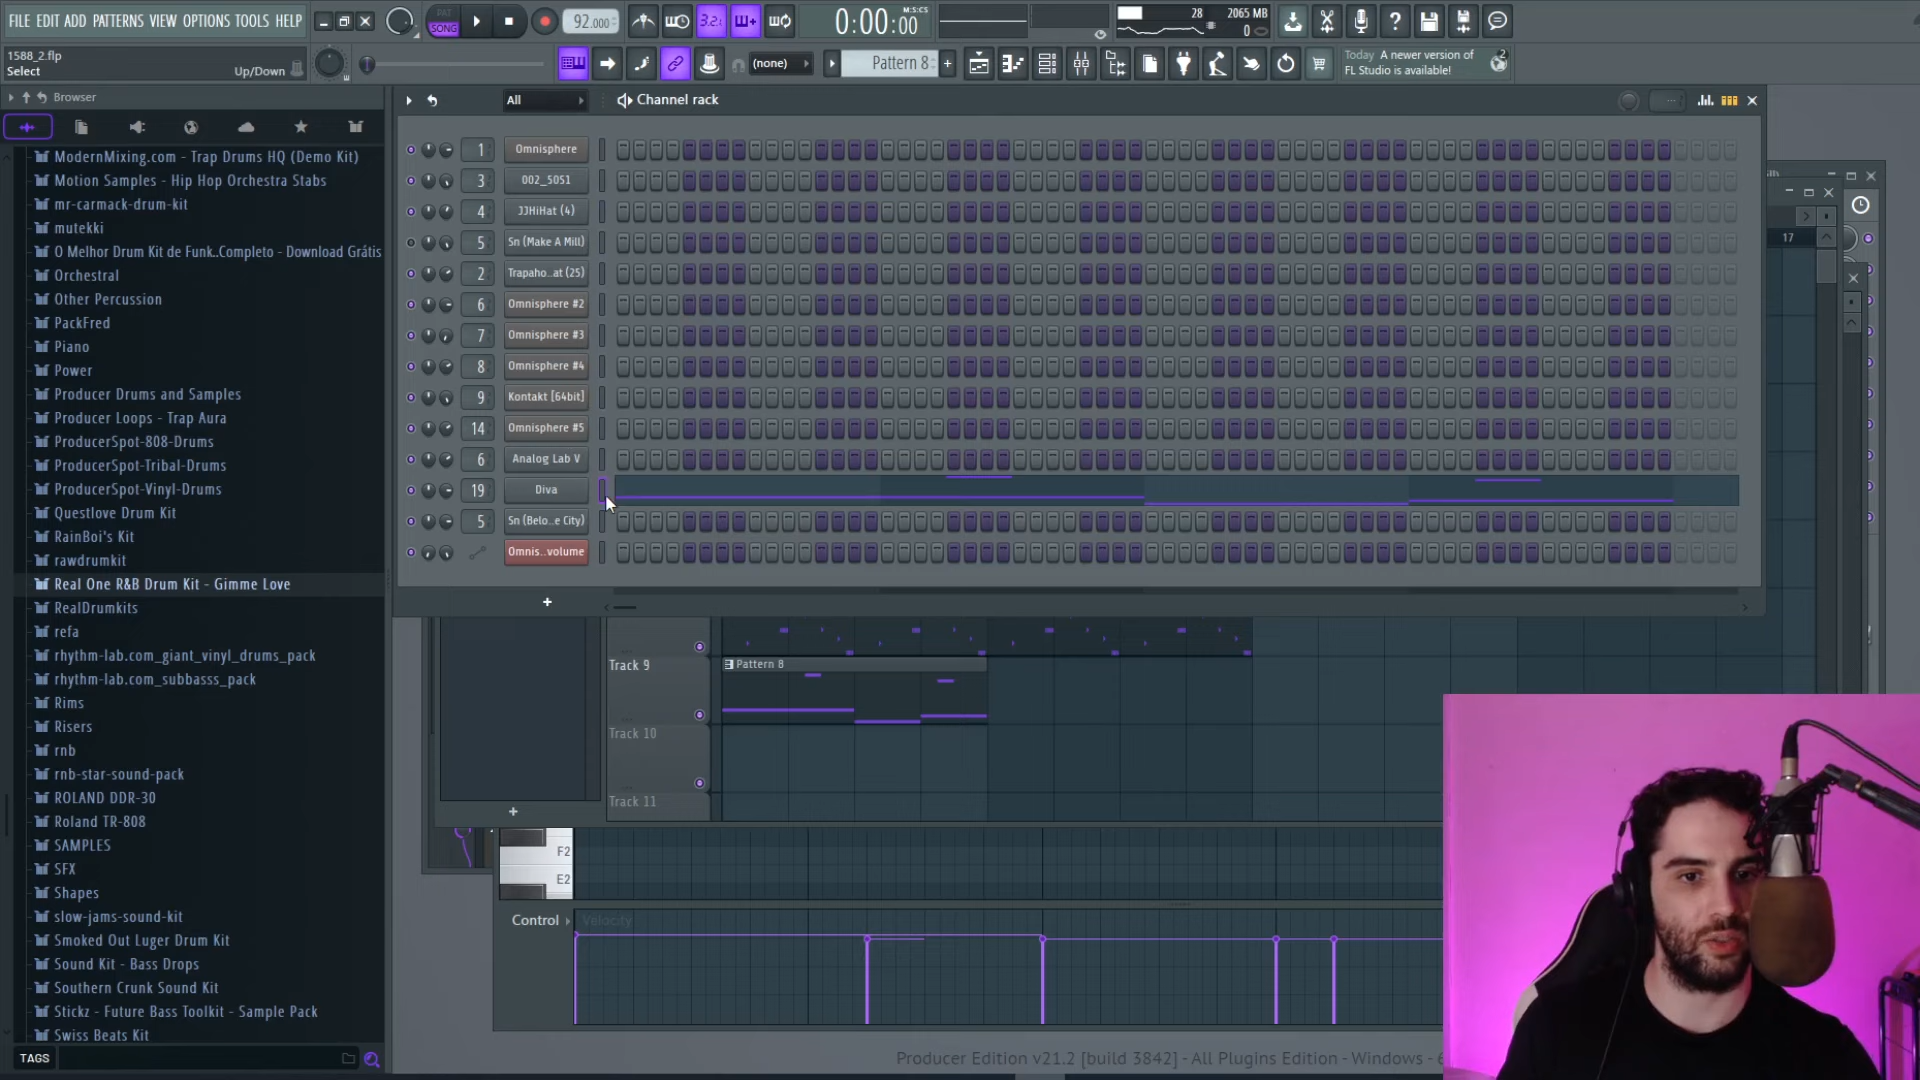 FILE EDIT ADD PATTERNS VIEW OPTIONS TOOLS HELP
PAT
SONG
92.000
3.2:
0:00:00
M:S:CS
28
2065 MB
0
1588_2.flp
Select
Up/Down
(none)
Pattern 8
+
Today A newer version of
FL Studio is available!
2
Browser
All
Channel rack
ModernMixing.com - Trap Drums HQ (Demo Kit)
Motion Samples - Hip Hop Orchestra Stabs
mr-carmack-drum-kit
mutekki
O Melhor Drum Kit de Funk..Completo - Download Grátis
Orchestral
Other Percussion
PackFred
Piano
Power
Producer Drums and Samples
Producer Loops - Trap Aura
ProducerSpot-808-Drums
ProducerSpot-Tribal-Drums
ProducerSpot-Vinyl-Drums
Questlove Drum Kit
RainBoi's Kit
rawdrumkit
Real One R&B Drum Kit - Gimme Love
RealDrumkits
refa
rhythm-lab.com_giant_vinyl_drums_pack
rhythm-lab.com_subbasss_pack
Rims
Risers
rnb
rnb-star-sound-pack
ROLAND DDR-30
Roland TR-808
SAMPLES
SFX
Shapes
slow-jams-sound-kit
Smoked Out Luger Drum Kit
Sound Kit - Bass Drops
Southern Crunk Sound Kit
Stickz - Future Bass Toolkit - Sample Pack
Swiss Beats Kit
TAGS
1 Omnisphere
3 002_SOS1
4 JJHiHat (4)
5 Sn (Make A Mill)
2 Trapaho..at (25)
6 Omnisphere #2
7 Omnisphere #3
8 Omnisphere #4
9 Kontakt [64bit]
14 Omnisphere #5
6 Analog Lab V
19 Diva
5 Sn (Belo..e City)
Omnis..volume
+
17
Track 9
Pattern 8
Track 10
Track 11
+
F2
E2
Control
Velocity
Producer Edition v21.2 [build 3842] - All Plugins Edition - Windows - 6